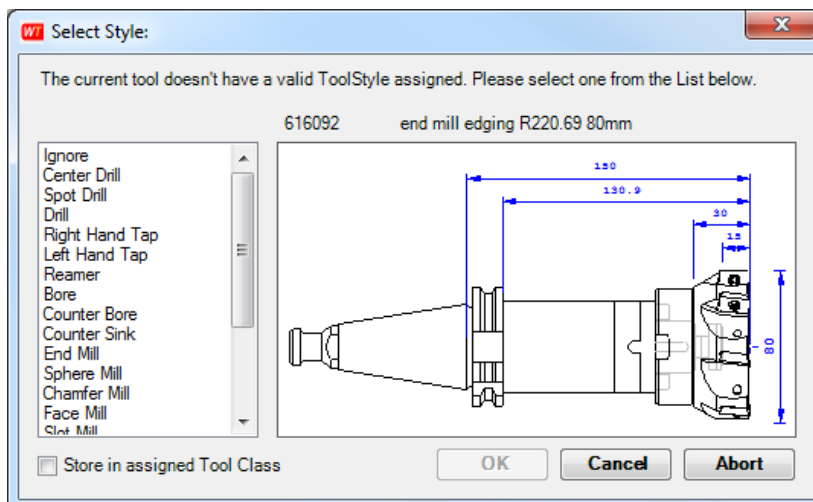 WT Select Style:
The current tool doesn't have a valid ToolStyle assigned. Please select one from the List below.
616092 end mill edging R220.69 80mm
Ignore
Center Drill
Spot Drill
Drill
Right Hand Tap
Left Hand Tap
Reamer
Bore
Counter Bore
Counter Sink
End Mill
Sphere Mill
Chamfer Mill
Face Mill
Slot Mill
150
130.9
30
15
80
Store in assigned Tool Class
OK Cancel Abort